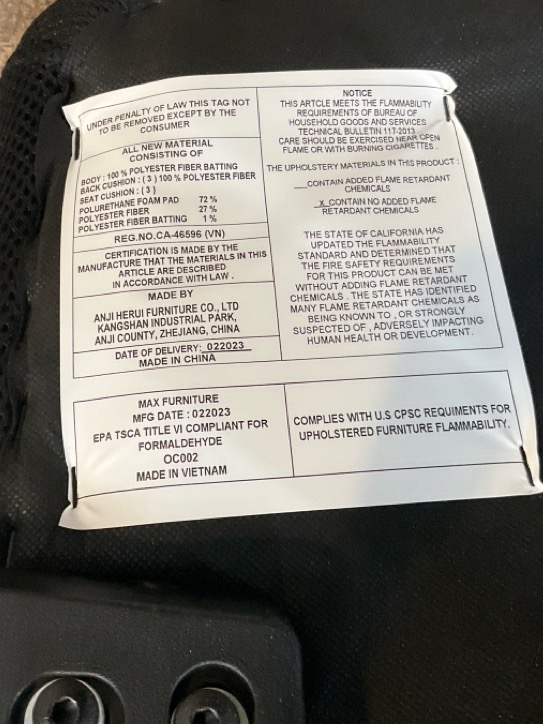 UNDER PENALTY OF LAW THIS TAG NOT
TO BE REMOVED EXCEPT BY THE
CONSUMER
ALL NEW MATERIAL
CONSISTING OF
BODY : 100 % POLYESTER FIBER BATTING
BACK CUSHION : ( 3 ) 100 % POLYESTER FIBER
SEAT CUSHION : ( 3 )
POLURETHANE FOAM PAD 72 %
POLYESTER FIBER 27 %
POLYESTER FIBER BATTING 1 %
REG.NO.CA-46596 (VN)
CERTIFICATION IS MADE BY THE
MANUFACTURE THAT THE MATERIALS IN THIS
ARTICLE ARE DESCRIBED
IN ACCORDANCE WITH LAW .
MADE BY
ANJI HERUI FURNITURE CO., LTD
KANGSHAN INDUSTRIAL PARK,
ANJI COUNTY, ZHEJIANG, CHINA
DATE OF DELIVERY: 022023
MADE IN CHINA
NOTICE
THIS ARTCLE MEETS THE FLAMMABILITY
REQUIREMENTS OF BUREAU OF
HOUSEHOLD GOODS AND SERVICES
TECHNICAL BULLETIN 117-2013
CARE SHOULD BE EXERCISED NEAR OPEN
FLAME OR WITH BURNING CIGARETTES .
THE UPHOLSTERY MATERIALS IN THIS PRODUCT :
__CONTAIN ADDED FLAME RETARDANT
CHEMICALS
_X_CONTAIN NO ADDED FLAME
RETARDANT CHEMICALS
THE STATE OF CALIFORNIA HAS
UPDATED THE FLAMMABILITY
STANDARD AND DETERMINED THAT
THE FIRE SAFETY REQUIREMENTS
FOR THIS PRODUCT CAN BE MET
WITHOUT ADDING FLAME RETARDANT
CHEMICALS . THE STATE HAS IDENTIFIED
MANY FLAME RETARDANT CHEMICALS AS
BEING KNOWN TO , OR STRONGLY
SUSPECTED OF , ADVERSELY IMPACTING
HUMAN HEALTH OR DEVELOPMENT.
MAX FURNITURE
MFG DATE : 022023
EPA TSCA TITLE VI COMPLIANT FOR
FORMALDEHYDE
OC002
MADE IN VIETNAM
COMPLIES WITH U.S CPSC REQUIMENTS FOR
UPHOLSTERED FURNITURE FLAMMABILITY.